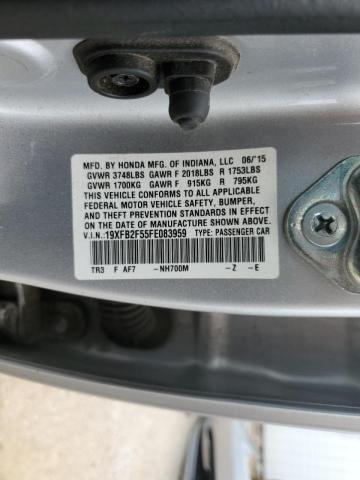 MFD. BY HONDA MFG. OF INDIANA, LLC 06/'15
GVWR 3748LBS GAWR F 2018LBS R 1753LBS
GVWR 1700KG GAWR F 915KG R 795KG
THIS VEHICLE CONFORMS TO ALL APPLICABLE
FEDERAL MOTOR VEHICLE SAFETY, BUMPER,
AND THEFT PREVENTION STANDARDS IN EFFECT
ON THE DATE OF MANUFACTURE SHOWN ABOVE.
V.I.N.:19XFB2F55FE083959 TYPE: PASSENGER CAR
TR3 F AF7 -NH700M -Z -E